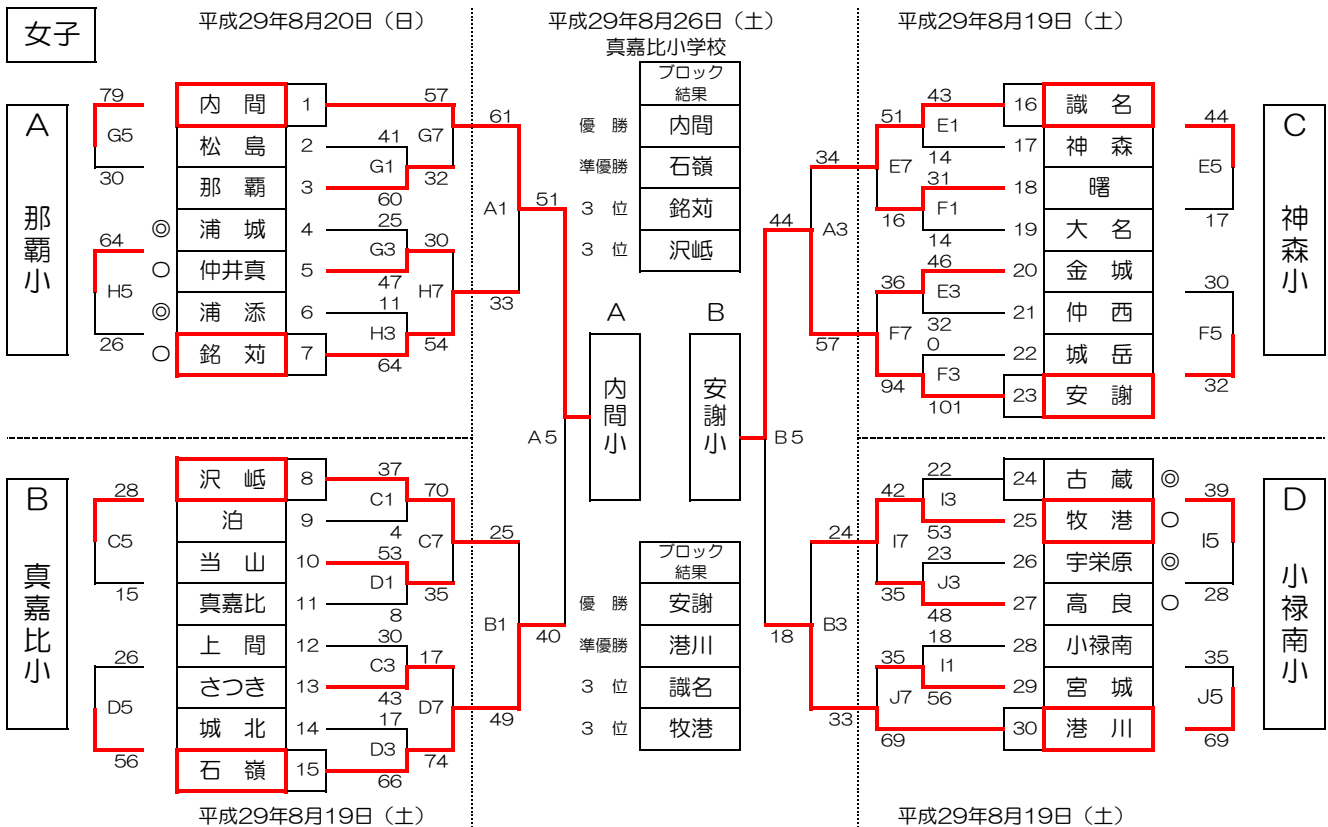 女子
平成29年8月20日（日）
平成29年8月26日（土）
真嘉比小学校
平成29年8月19日（土）
A
那覇小
79
G5
30
64
H5
26
内間 1
松島 2
那覇 3
◎ 浦城 4
○ 仲井真 5
◎ 浦添 6
○ 銘苅 7
41
G1
60
25
G3
47
11
H3
64
57
G7
32
30
H7
54
61
A1
33
51
ブロック
結果
優勝 内間
準優勝 石嶺
3位 銘苅
3位 沢岻
A
内間小
B
安謝小
A5
B5
44
34
A3
57
51
E7
16
36
F7
94
43
E1
14
31
F1
14
46
E3
32
0
F3
101
16 識名
17 神森
18 曙
19 大名
20 金城
21 仲西
22 城岳
23 安謝
44
E5
17
30
F5
32
C
神森小
B
真嘉比小
28
C5
15
26
D5
56
沢岻 8
泊 9
当山 10
真嘉比 11
上間 12
さつき 13
城北 14
石嶺 15
37
C1
4
53
D1
8
30
C3
43
17
D3
66
70
C7
35
17
D7
74
25
B1
49
40
ブロック
結果
優勝 安謝
準優勝 港川
3位 識名
3位 牧港
18
24
B3
33
42
I7
35
35
J7
69
22
I3
53
23
J3
48
18
I1
56
24 古蔵 ◎
25 牧港 ○
26 宇栄原 ◎
27 高良 ○
28 小禄南
29 宮城
30 港川
39
I5
28
35
J5
69
D
小禄南小
平成29年8月19日（土）
平成29年8月19日（土）